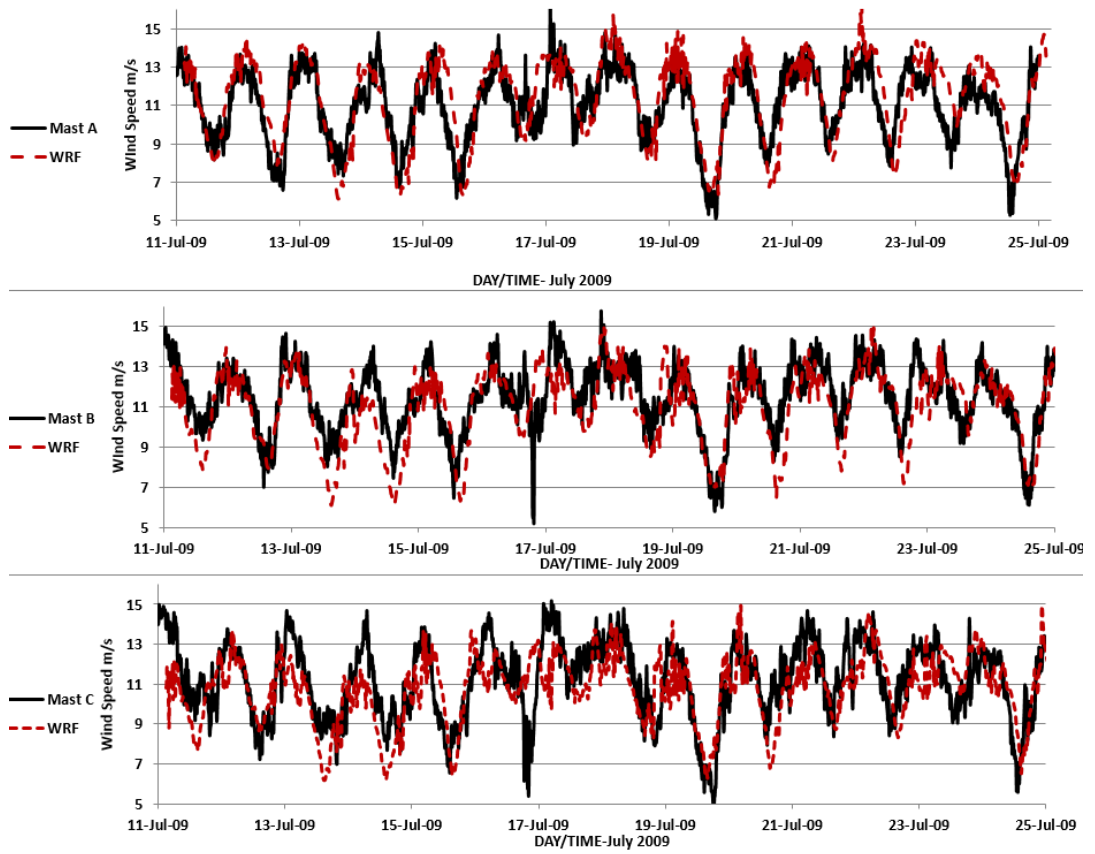 15
13
11
9
7
5
WInd Speed m/s
Mast A
WRF
11-Jul-09 13-Jul-09 15-Jul-09 17-Jul-09 19-Jul-09 21-Jul-09 23-Jul-09 25-Jul-09
DAY/TIME- July 2009
15
13
11
9
7
5
WInd Speed m/s
Mast B
WRF
11-Jul-09 13-Jul-09 15-Jul-09 17-Jul-09 19-Jul-09 21-Jul-09 23-Jul-09 25-Jul-09
DAY/TIME- July 2009
15
13
11
9
7
5
Wind Speed m/s
Mast C
WRF
11-Jul-09 13-Jul-09 15-Jul-09 17-Jul-09 19-Jul-09 21-Jul-09 23-Jul-09 25-Jul-09
DAY/TIME- July 2009